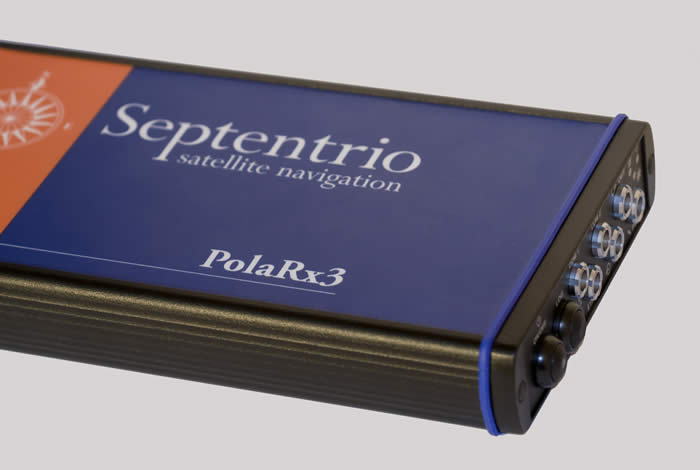 Septentrio
satellite navigation
PolaRx3